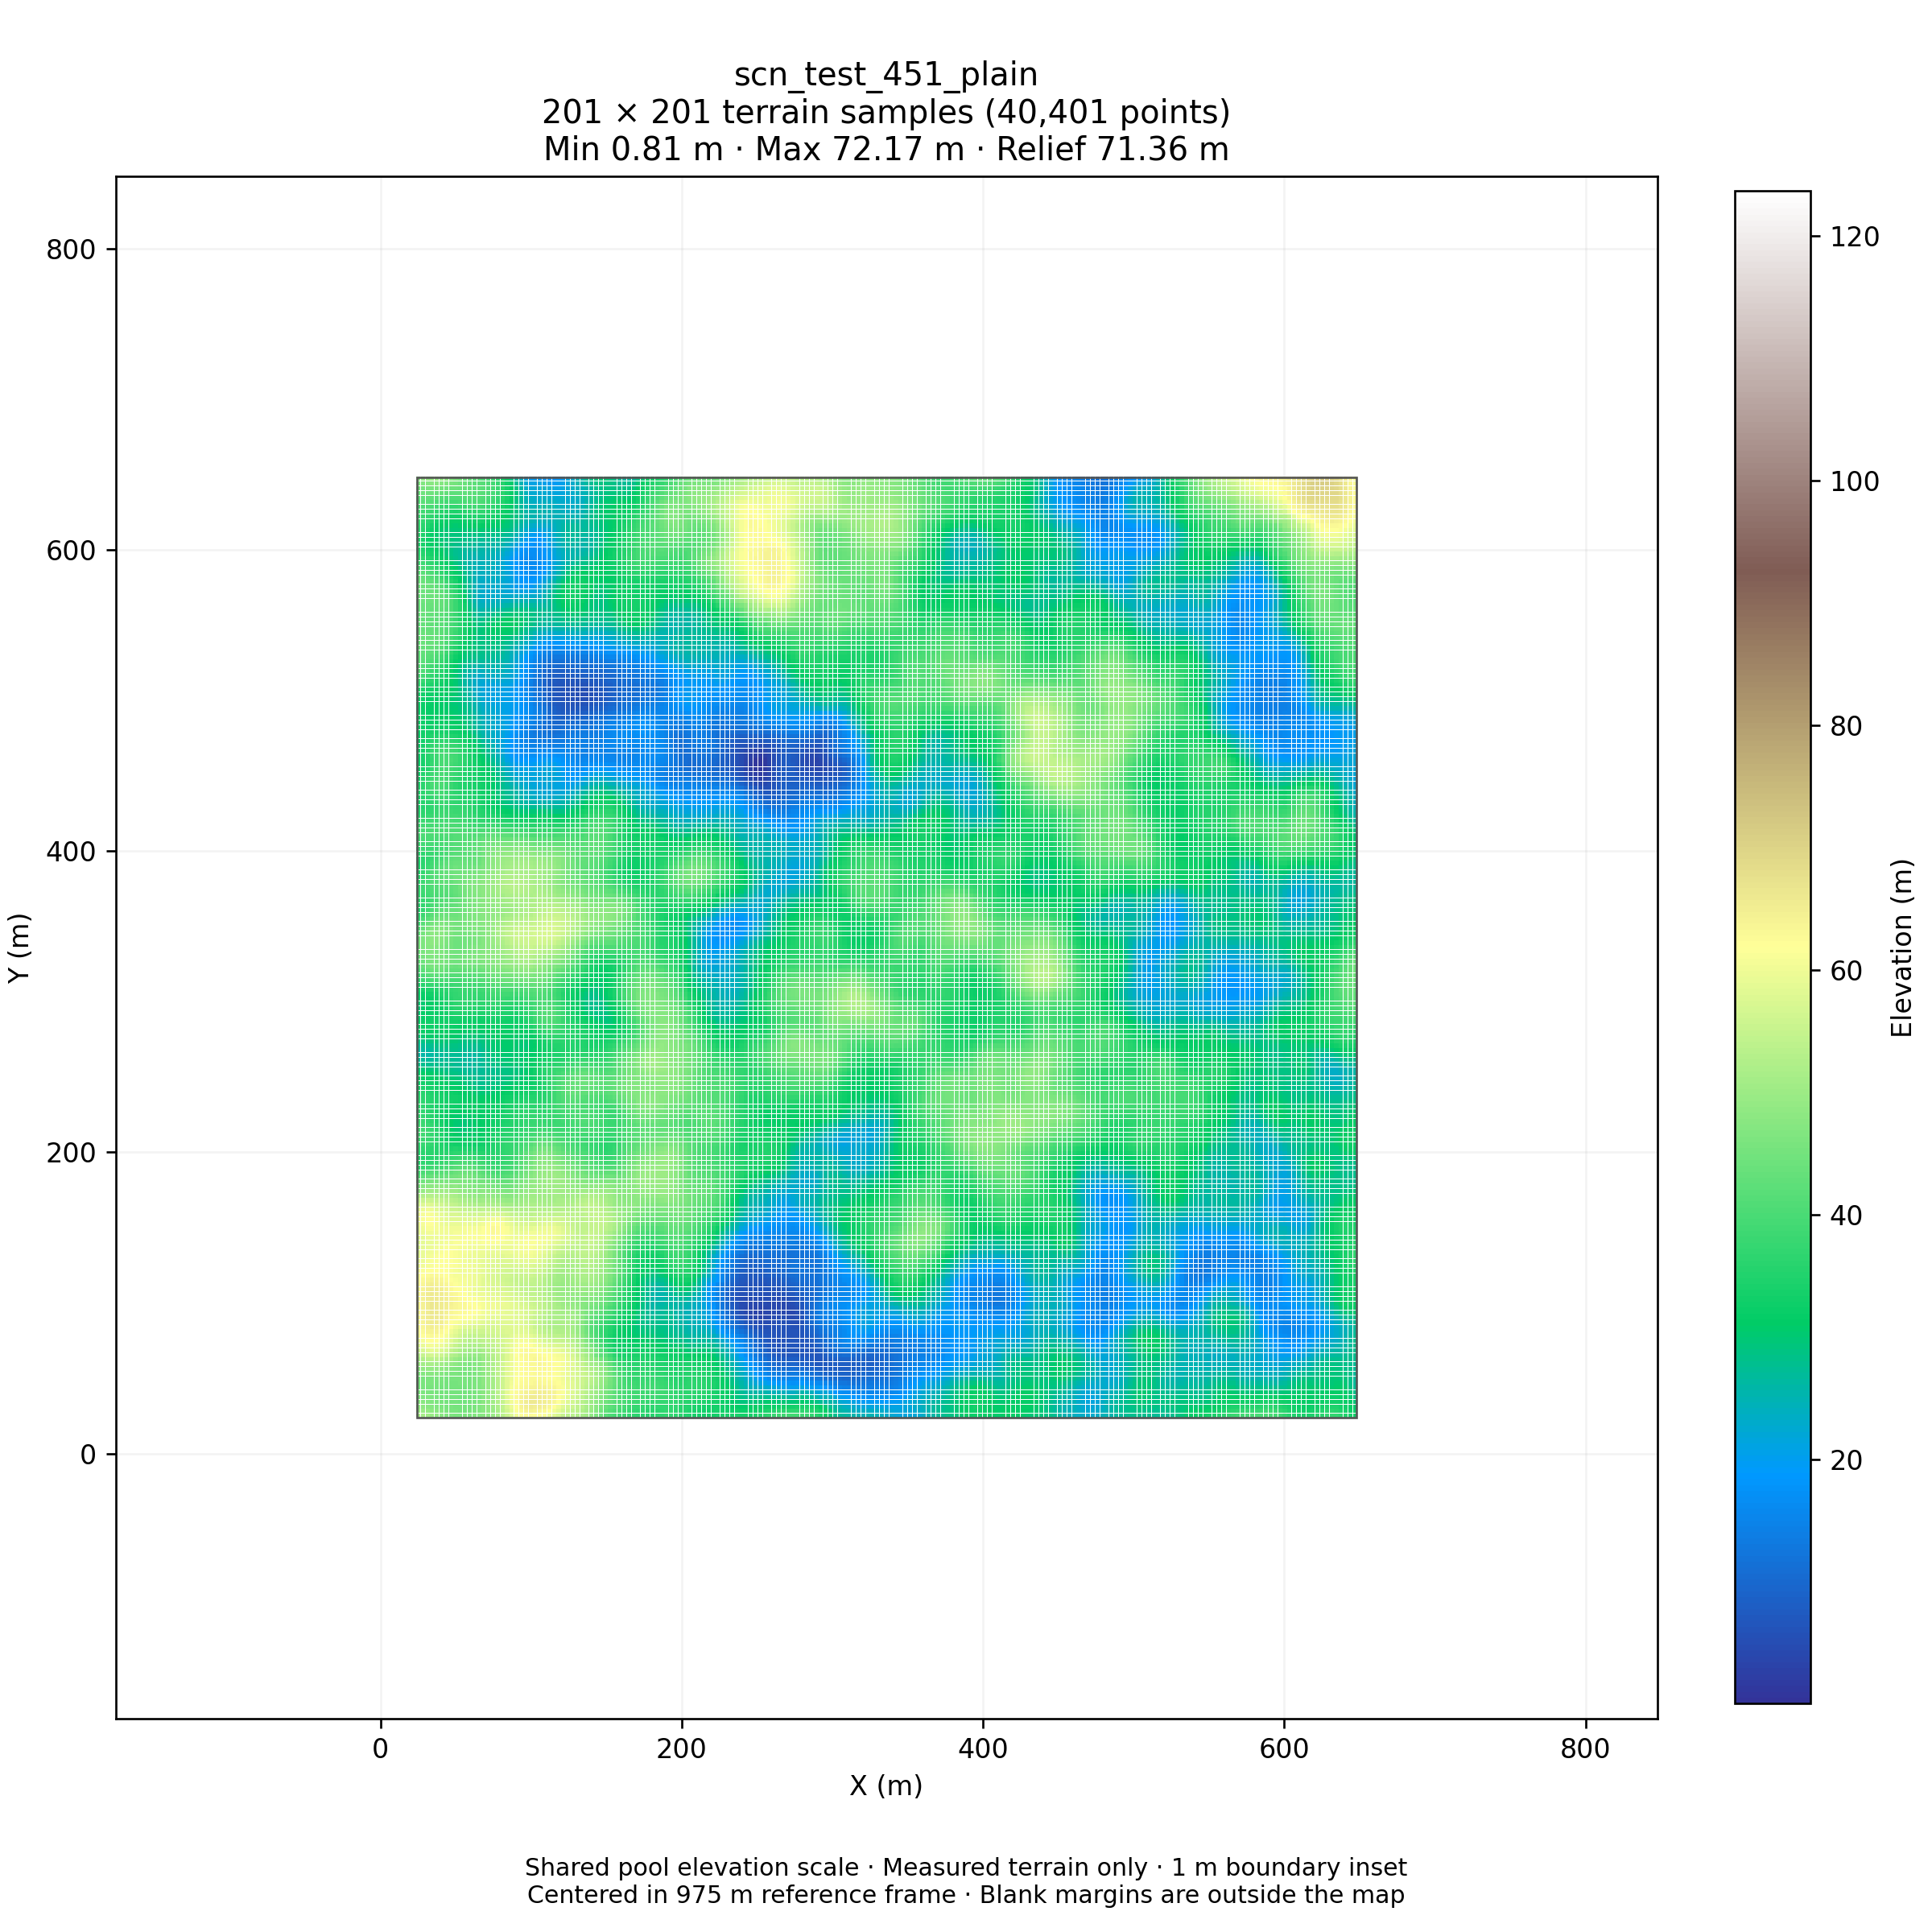 scn_test_451_plain
201 × 201 terrain samples (40,401 points)
Min 0.81 m · Max 72.17 m · Relief 71.36 m
800
600
400
200
0
Y (m)
0
200
400
600
800
X (m)
120
100
80
60
40
20
Elevation (m)
Shared pool elevation scale · Measured terrain only · 1 m boundary inset
Centered in 975 m reference frame · Blank margins are outside the map